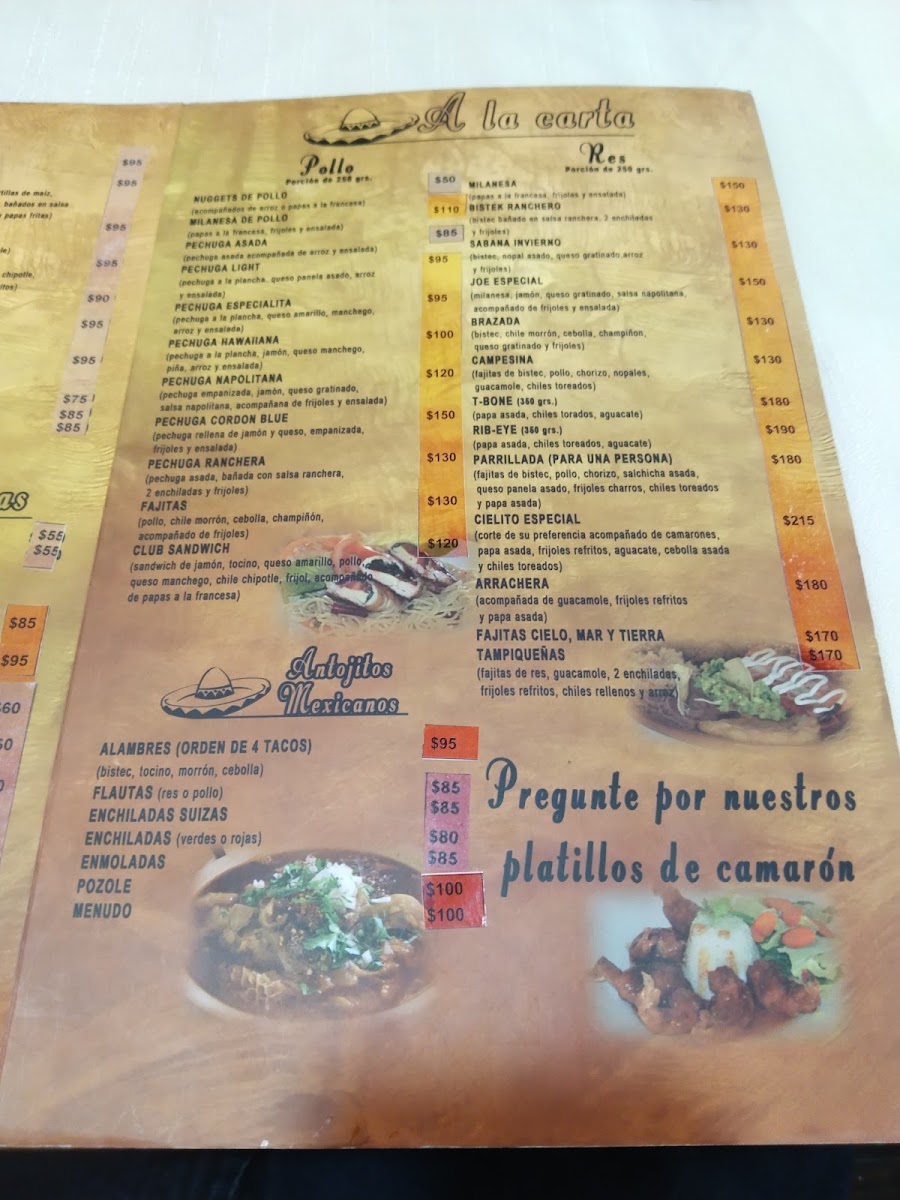 $95
$95
tillas de maíz,
bañados en salsa
y papas fritas)
$95
$95
chipotle,
$90
$95
$95
$75
$85
$85
as
$55
$55
$85
$95
$60
A la carta
Pollo
Porción de 250 grs.
NUGGETS DE POLLO $50
(acompañados de arroz o papas a la francesa)
MILANESA DE POLLO $110
(papas a la francesa, frijoles y ensalada)
PECHUGA ASADA $85
(pechuga asada acompañada de arroz y ensalada)
PECHUGA LIGHT $95
(pechuga a la plancha, queso panela asado, arroz
y ensalada)
PECHUGA ESPECIALITA $95
(pechuga a la plancha, queso amarillo, manchego,
arroz y ensalada)
PECHUGA HAWAIIANA $100
(pechuga a la plancha, jamón, queso manchego,
piña, arroz y ensalada)
PECHUGA NAPOLITANA $120
(pechuga empanizada, jamón, queso gratinado,
salsa napolitana, acompañana de frijoles y ensalada)
PECHUGA CORDON BLUE $150
(pechuga rellena de jamón y queso, empanizada,
frijoles y ensalada)
PECHUGA RANCHERA $130
(pechuga asada, bañada con salsa ranchera,
2 enchiladas y frijoles)
FAJITAS $130
(pollo, chile morrón, cebolla, champiñón,
acompañado de frijoles)
CLUB SANDWICH $120
(sandwich de jamón, tocino, queso amarillo, pollo,
queso manchego, chile chipotle, frijol, acompañado
de papas a la francesa)
Antojitos
Mexicanos
ALAMBRES (ORDEN DE 4 TACOS) $95
(bistec, tocino, morrón, cebolla)
FLAUTAS (res o pollo) $85
ENCHILADAS SUIZAS $85
ENCHILADAS (verdes o rojas) $80
ENMOLADAS $85
POZOLE $100
MENUDO $100
Res
Porción de 250 grs.
MILANESA $150
(papas a la francesa, frijoles y ensalada)
BISTEK RANCHERO $130
(bistec bañado en salsa ranchera, 2 enchiladas
y frijoles)
SABANA INVIERNO $130
(bistec, nopal asado, queso gratinado,arroz
y frijoles)
JOE ESPECIAL $150
(milanesa, jamón, queso gratinado, salsa napolitana,
acompañado de frijoles y ensalada)
BRAZADA $130
(bistec, chile morrón, cebolla, champiñon,
queso gratinado y frijoles)
CAMPESINA $130
(fajitas de bistec, pollo, chorizo, nopales,
guacamole, chiles toreados)
T-BONE (350 grs.) $180
(papa asada, chiles torados, aguacate)
RIB-EYE (350 grs.) $190
(papa asada, chiles toreados, aguacate)
PARRILLADA (PARA UNA PERSONA) $180
(fajitas de bistec, pollo, chorizo, salchicha asada,
queso panela asado, frijoles charros, chiles toreados
y papa asada)
CIELITO ESPECIAL $215
(corte de su preferencia acompañado de camarones,
papa asada, frijoles refritos, aguacate, cebolla asada
y chiles toreados)
ARRACHERA $180
(acompañada de guacamole, frijoles refritos
y papa asada)
FAJITAS CIELO, MAR Y TIERRA $170
TAMPIQUEÑAS $170
(fajitas de res, guacamole, 2 enchiladas,
frijoles refritos, chiles rellenos y arroz)
Pregunte por nuestros
platillos de camarón